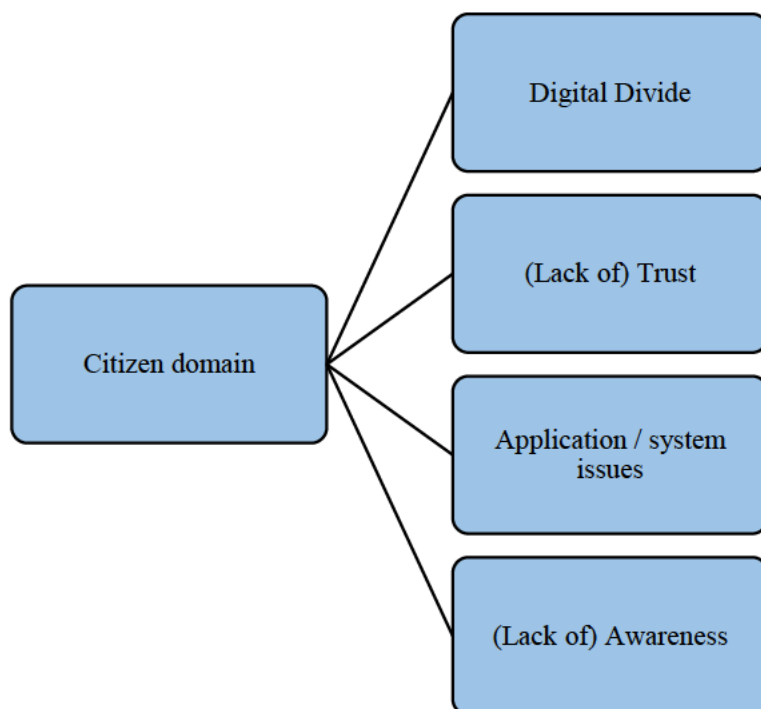 Digital Divide
(Lack of) Trust
Citizen domain
Application / system
issues
(Lack of) Awareness